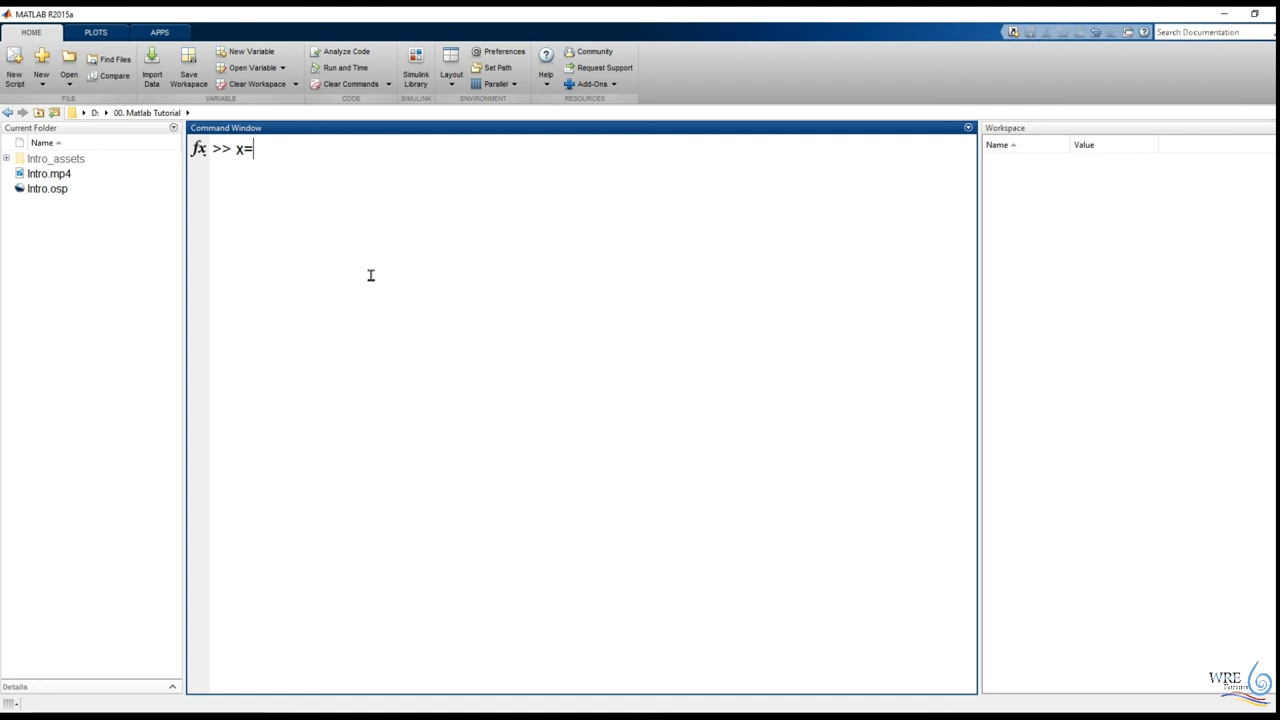 MATLAB R2015a
HOME PLOTS APPS
Search Documentation
New Script
New
Open
Find Files
Compare
Import Data
Save Workspace
New Variable
Open Variable
Clear Workspace
Analyze Code
Run and Time
Clear Commands
Simulink Library
Layout
Preferences
Set Path
Parallel
Help
Community
Request Support
Add-Ons
FILE VARIABLE CODE SIMULINK ENVIRONMENT RESOURCES
D: 00. Matlab Tutorial
Current Folder
Name
Intro_assets
Intro.mp4
Intro.osp
Command Window
fx >> x=
Workspace
Name Value
Details
WRE
Forum